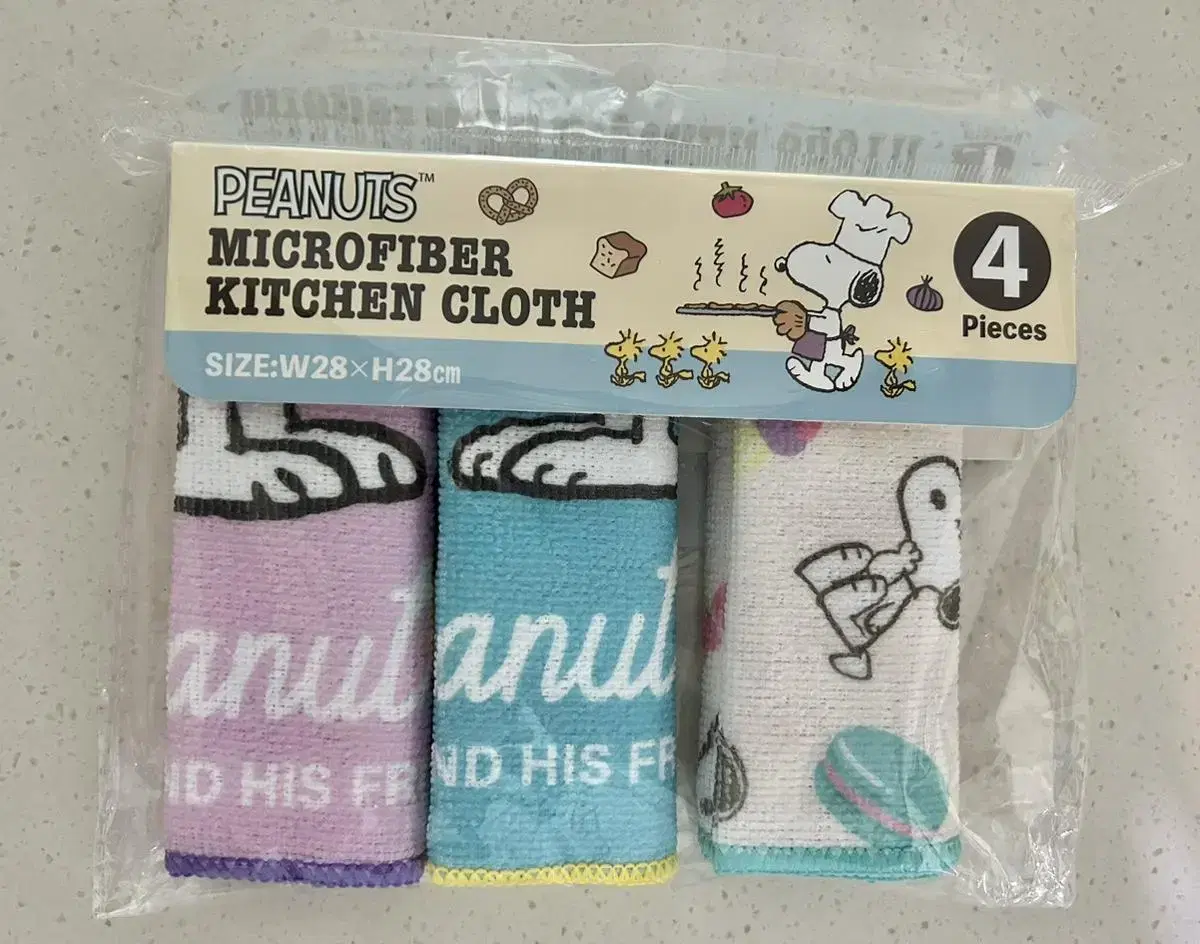 PEANUTS™
MICROFIBER
KITCHEN CLOTH
SIZE:W28×H28cm
4
Pieces
anut
ND HIS FR
anut
ND HIS FR